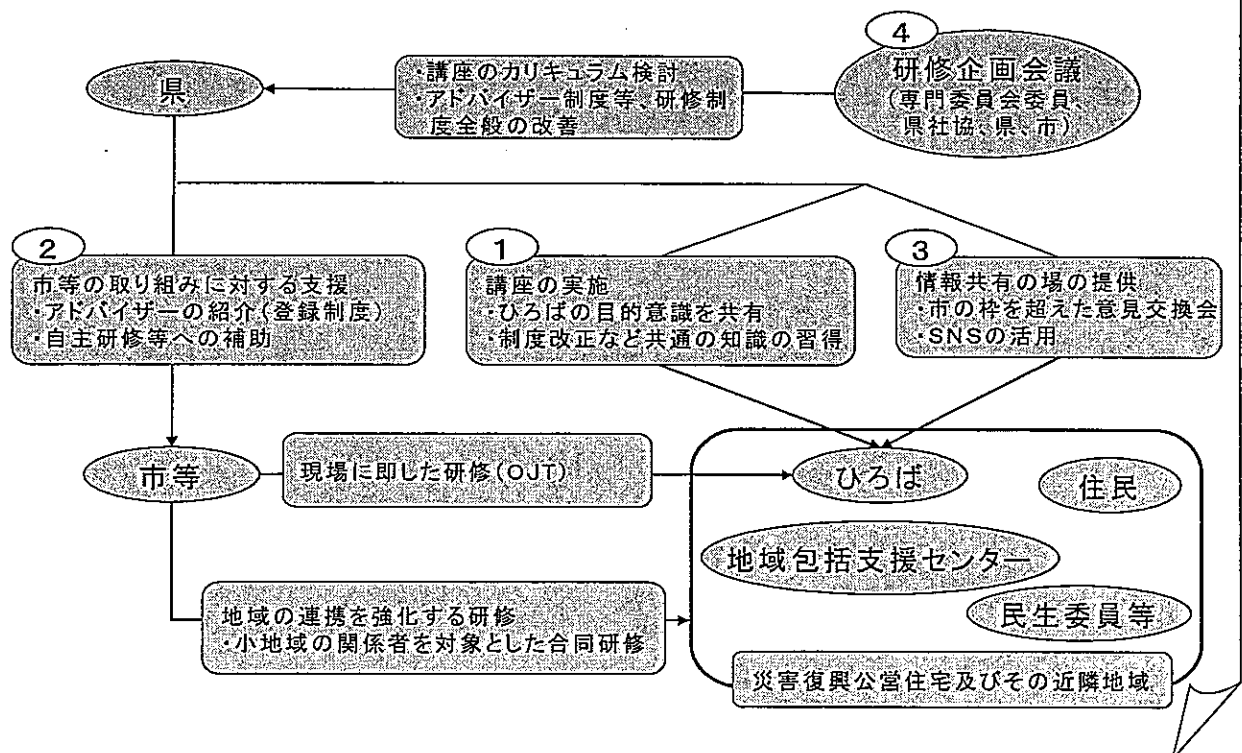 4
研修企画会議
(専門委員会委員、
県社協、県、市)
・講座のカリキュラム検討
・アドバイザー制度等、研修制
度全般の改善
県
2
市等の取り組みに対する支援
・アドバイザーの紹介(登録制度)
・自主研修等への補助
1
講座の実施
・ひろばの目的意識を共有
・制度改正など共通の知識の習得
3
情報共有の場の提供
・市の枠を超えた意見交換会
・SNSの活用
市等
現場に即した研修(OJT)
ひろば
住民
地域包括支援センター
民生委員等
地域の連携を強化する研修
・小地域の関係者を対象とした合同研修
災害復興公営住宅及びその近隣地域